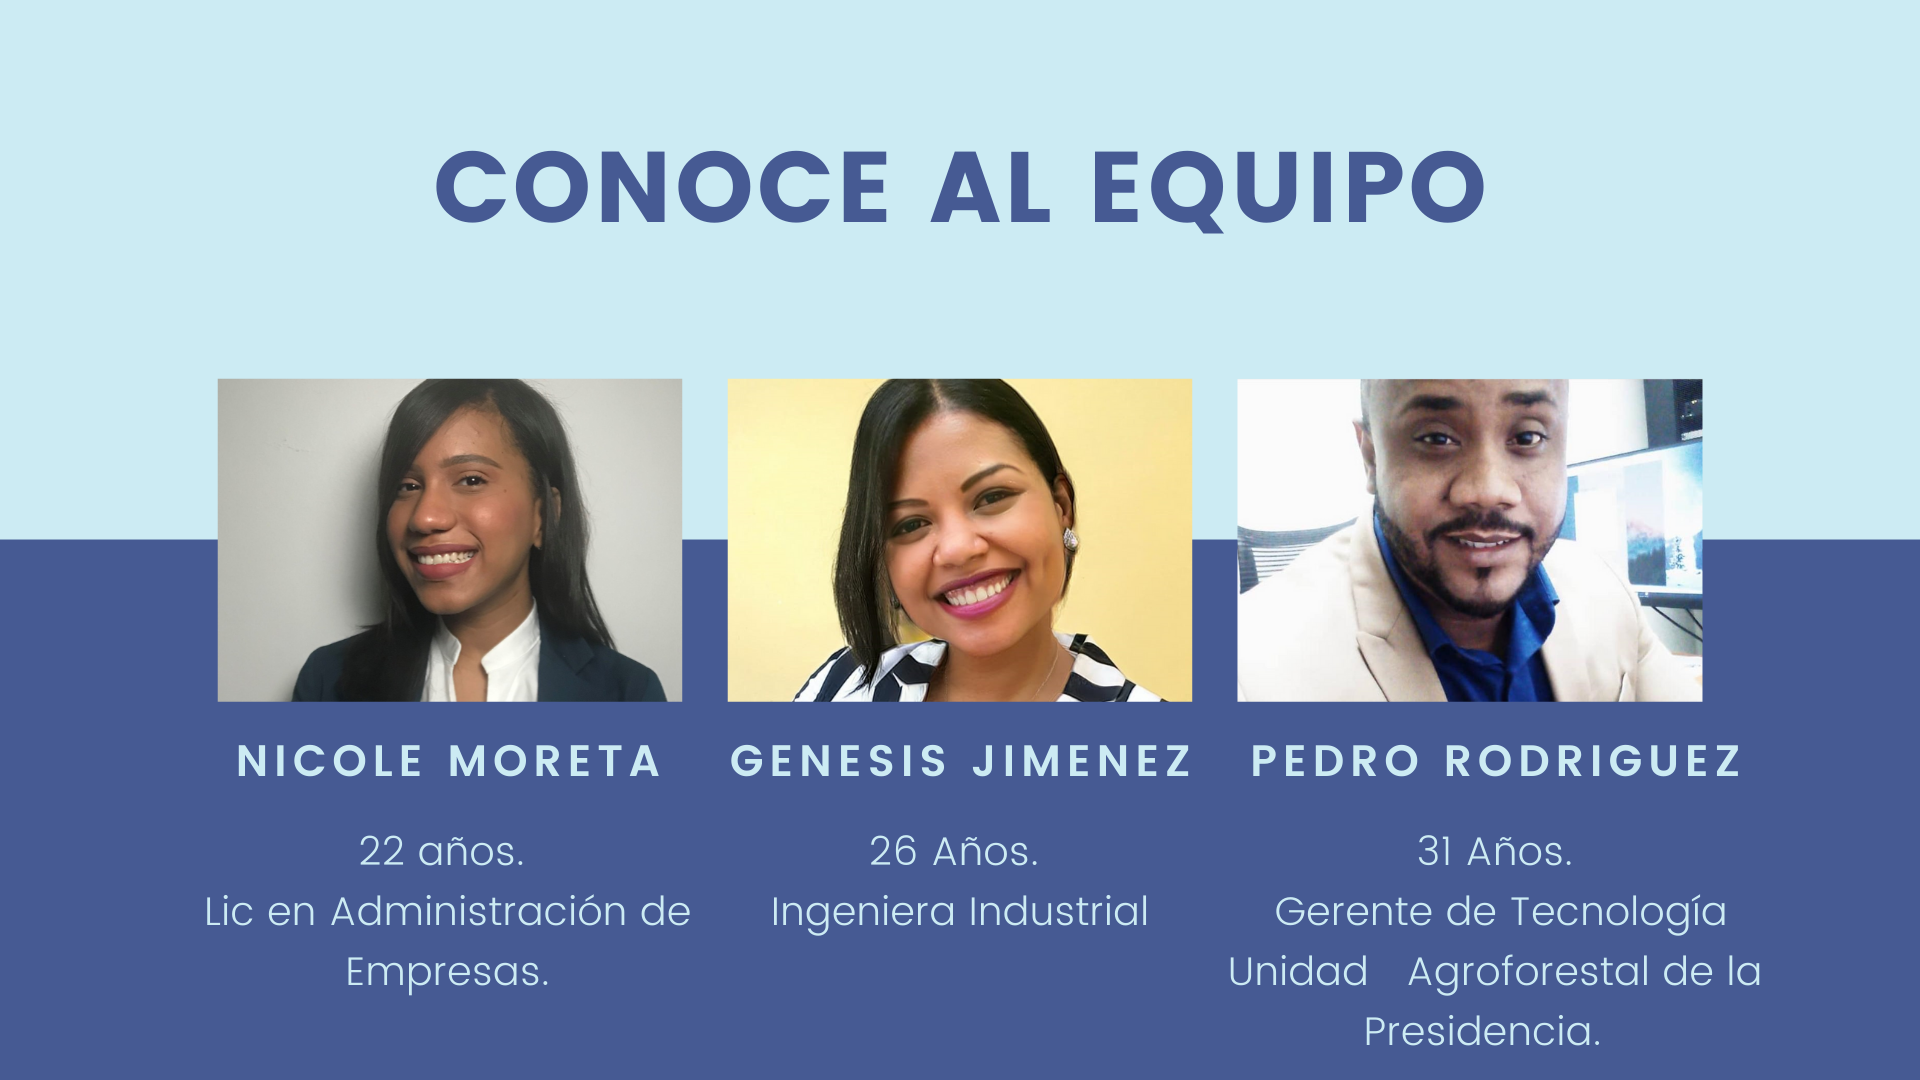 CONOCE AL EQUIPO
NICOLE MORETA
22 años.
Lic en Administración de
Empresas.
GENESIS JIMENEZ
26 Años.
Ingeniera Industrial
PEDRO RODRIGUEZ
31 Años.
Gerente de Tecnología
Unidad Agroforestal de la
Presidencia.